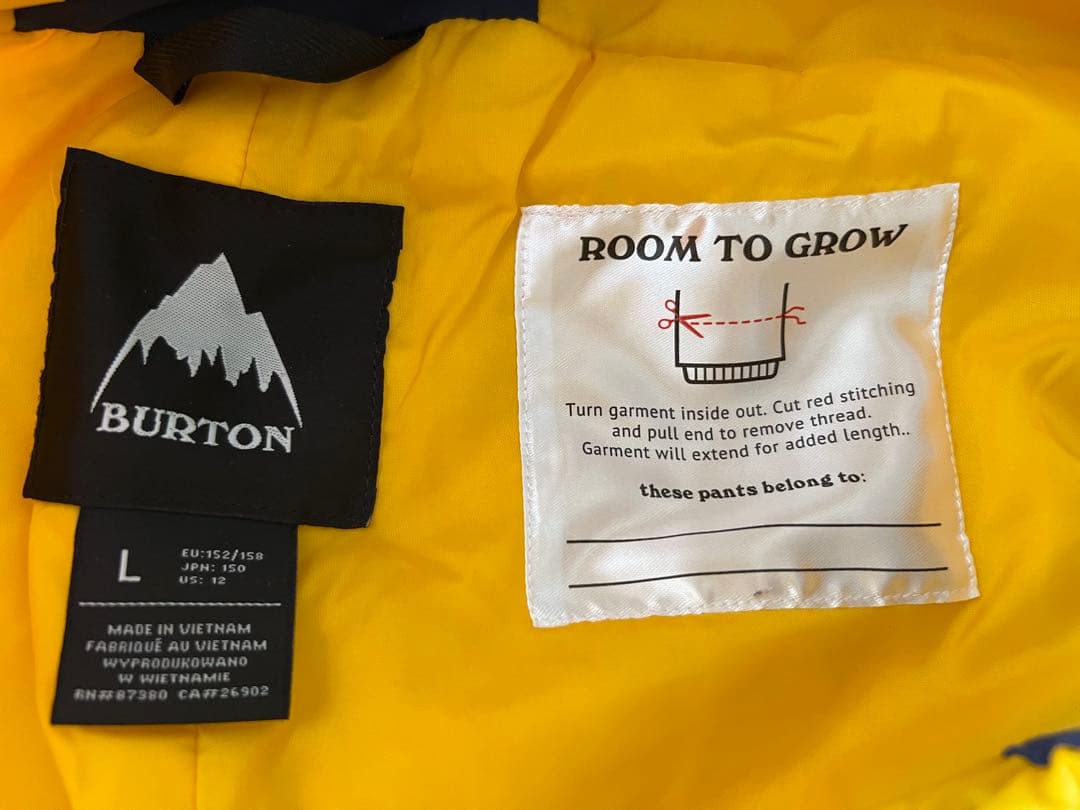 BURTON
L
EU:152/158
JPN: 150
US: 12
MADE IN VIETNAM
FABRIQUÉ AU VIETNAM
WYPRODUKOWANO
W WIETNAMIE
RN#87380 CA#26902
ROOM TO GROW
Turn garment inside out. Cut red stitching
and pull end to remove thread.
Garment will extend for added length..
these pants belong to: